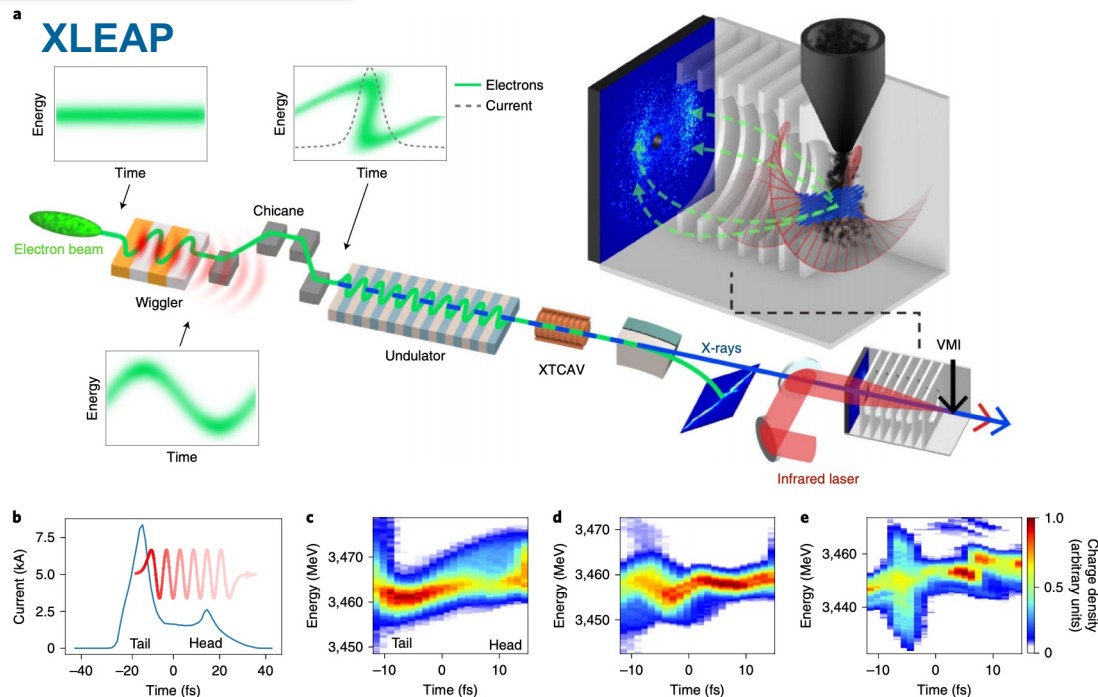 a
XLEAP
Energy
Time
Energy
Time
Electrons
Current
Electron beam
Wiggler
Chicane
Undulator
XTCAV
X-rays
VMI
Infrared laser
Energy
Time
b
Current (kA)
7.5
5.0
2.5
0
Tail
Head
−40
−20
0
20
40
Time (fs)
c
Energy (MeV)
3,470
3,460
3,450
Tail
Head
−10
0
10
Time (fs)
d
Energy (MeV)
3,470
3,460
3,450
−10
0
10
Time (fs)
e
Energy (MeV)
3,460
3,440
−10
0
10
Time (fs)
1.0
0.5
0
Charge density
(arbitrary units)